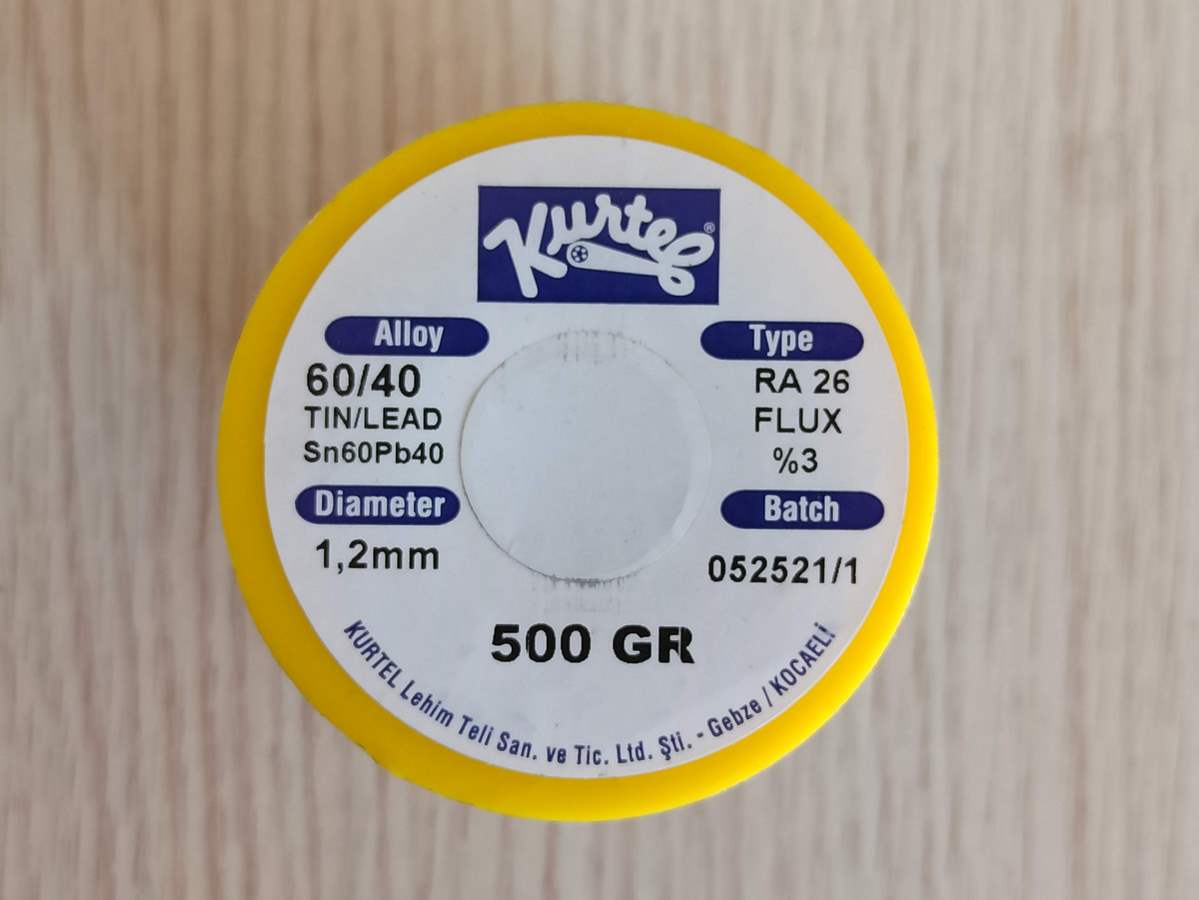 Kurtel®
Alloy
60/40
TIN/LEAD
Sn60Pb40
Diameter
1,2mm
Type
RA 26
FLUX
%3
Batch
052521/1
500 GR
KURTEL Lehim Teli San. ve Tic. Ltd. Şti. - Gebze / KOCAELİ